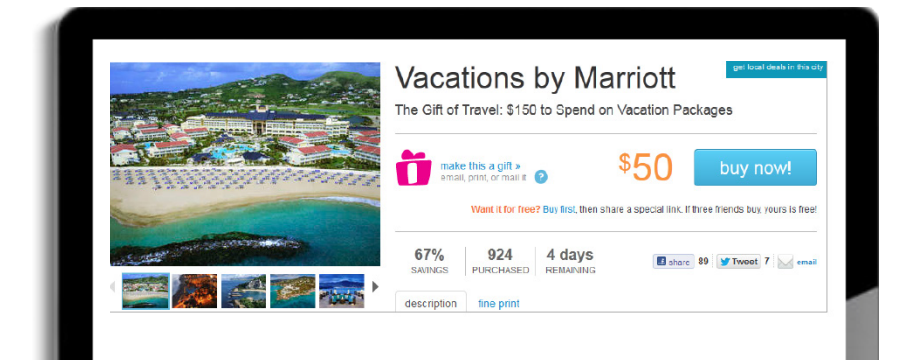 get local deals in this city
Vacations by Marriott
The Gift of Travel: $150 to Spend on Vacation Packages
make this a gift »
email, print, or mail it ?
$50
buy now!
Want it for free? Buy first, then share a special link. If three friends buy, yours is free!
67% 924 4 days
SAVINGS PURCHASED REMAINING
share 89 Tweet 7 email
description fine print